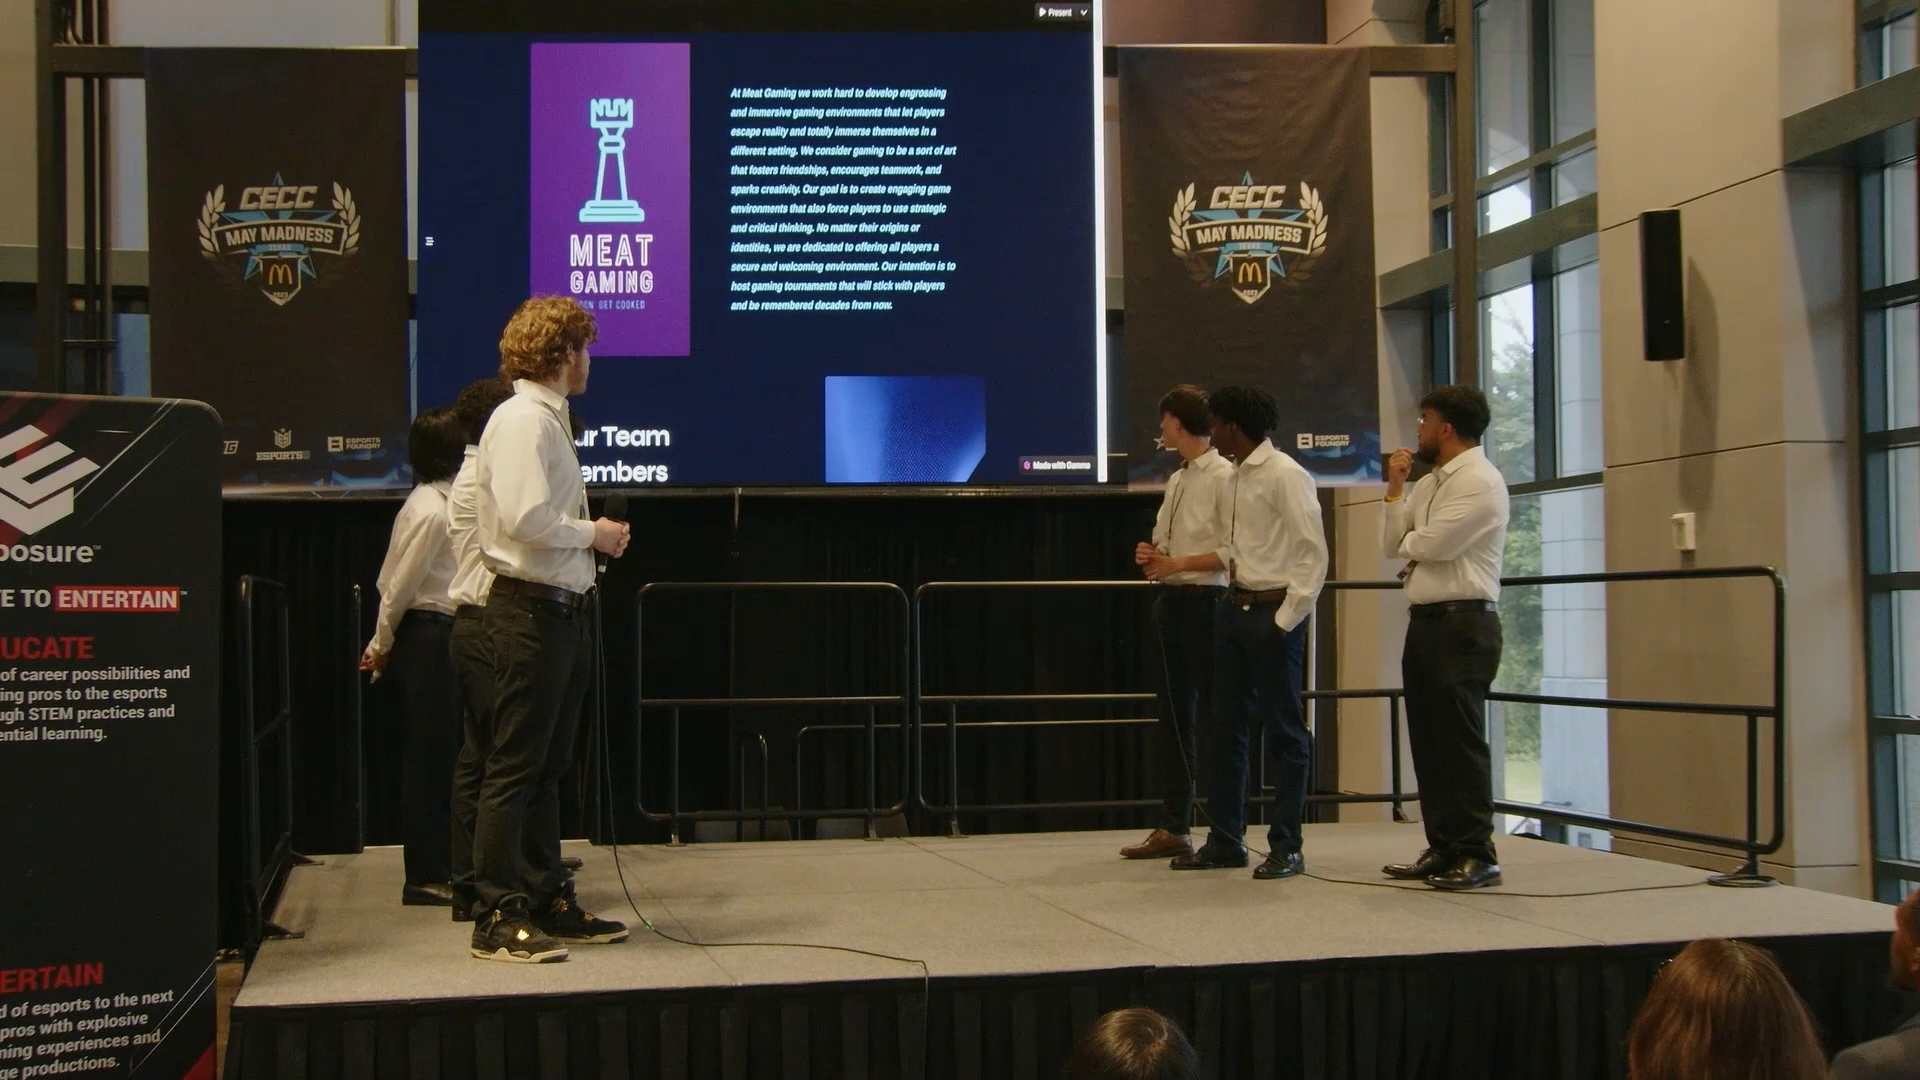 Present
CECC
MAY MADNESS
TEXAS
2023
ESPORTS
ESPORTS
FOUNDRY
MEAT
GAMING
GET COOKED
At Meat Gaming we work hard to develop engrossing
and immersive gaming environments that let players
escape reality and totally immerse themselves in a
different setting. We consider gaming to be a sort of art
that fosters friendships, encourages teamwork, and
sparks creativity. Our goal is to create engaging game
environments that also force players to use strategic
and critical thinking. No matter their origins or
identities, we are dedicated to offering all players a
secure and welcoming environment. Our intention is to
host gaming tournaments that will stick with players
and be remembered decades from now.
ur Team
embers
Made with Gamma
CECC
MAY MADNESS
TEXAS
2023
ESPORTS
FOUNDRY
posure™
E TO ENTERTAIN™
UCATE
of career possibilities and
ing pros to the esports
ugh STEM practices and
ential learning.
ERTAIN
d of esports to the next
pros with explosive
ning experiences and
ge productions.